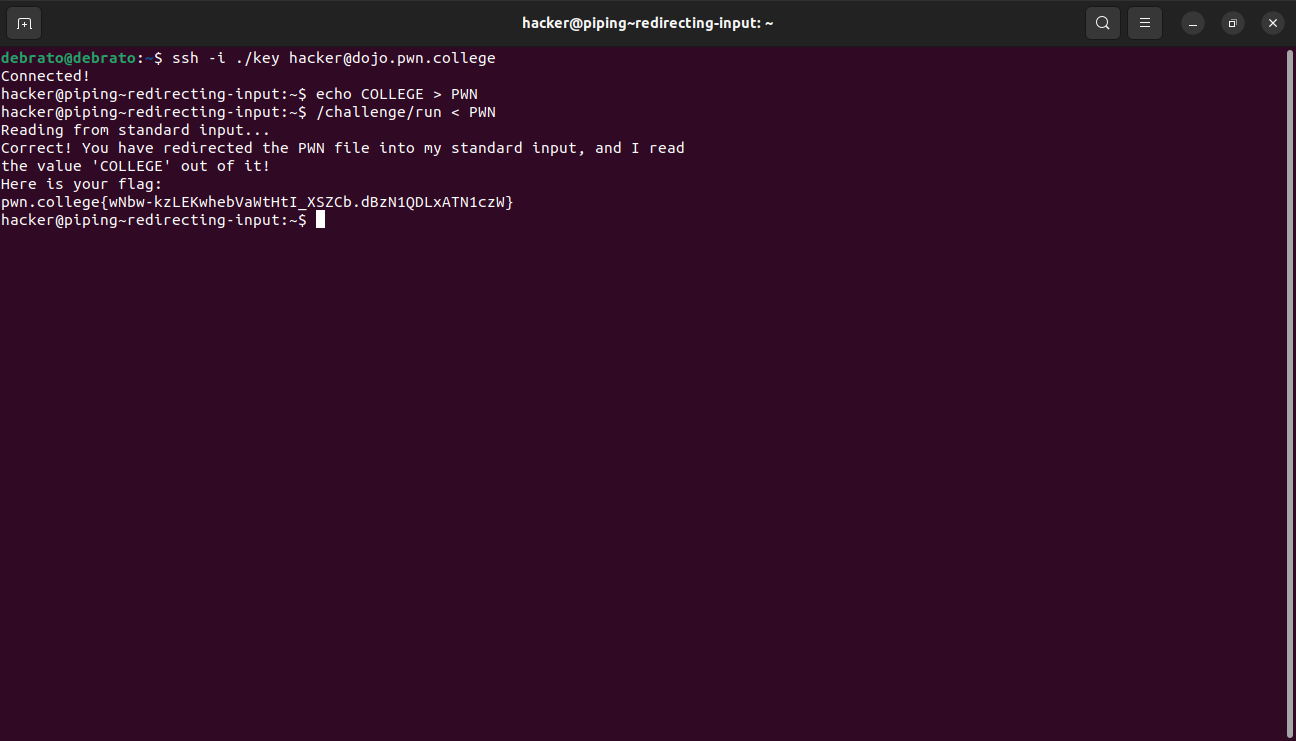 hacker@piping~redirecting-input: ~
debrato@debrato:~$ ssh -i ./key hacker@dojo.pwn.college
Connected!
hacker@piping~redirecting-input:~$ echo COLLEGE > PWN
hacker@piping~redirecting-input:~$ /challenge/run < PWN
Reading from standard input...
Correct! You have redirected the PWN file into my standard input, and I read
the value 'COLLEGE' out of it!
Here is your flag:
pwn.college{wNbw-kzLEKwhebVaWtHtI_XSZCb.dBzN1QDLxATN1czW}
hacker@piping~redirecting-input:~$